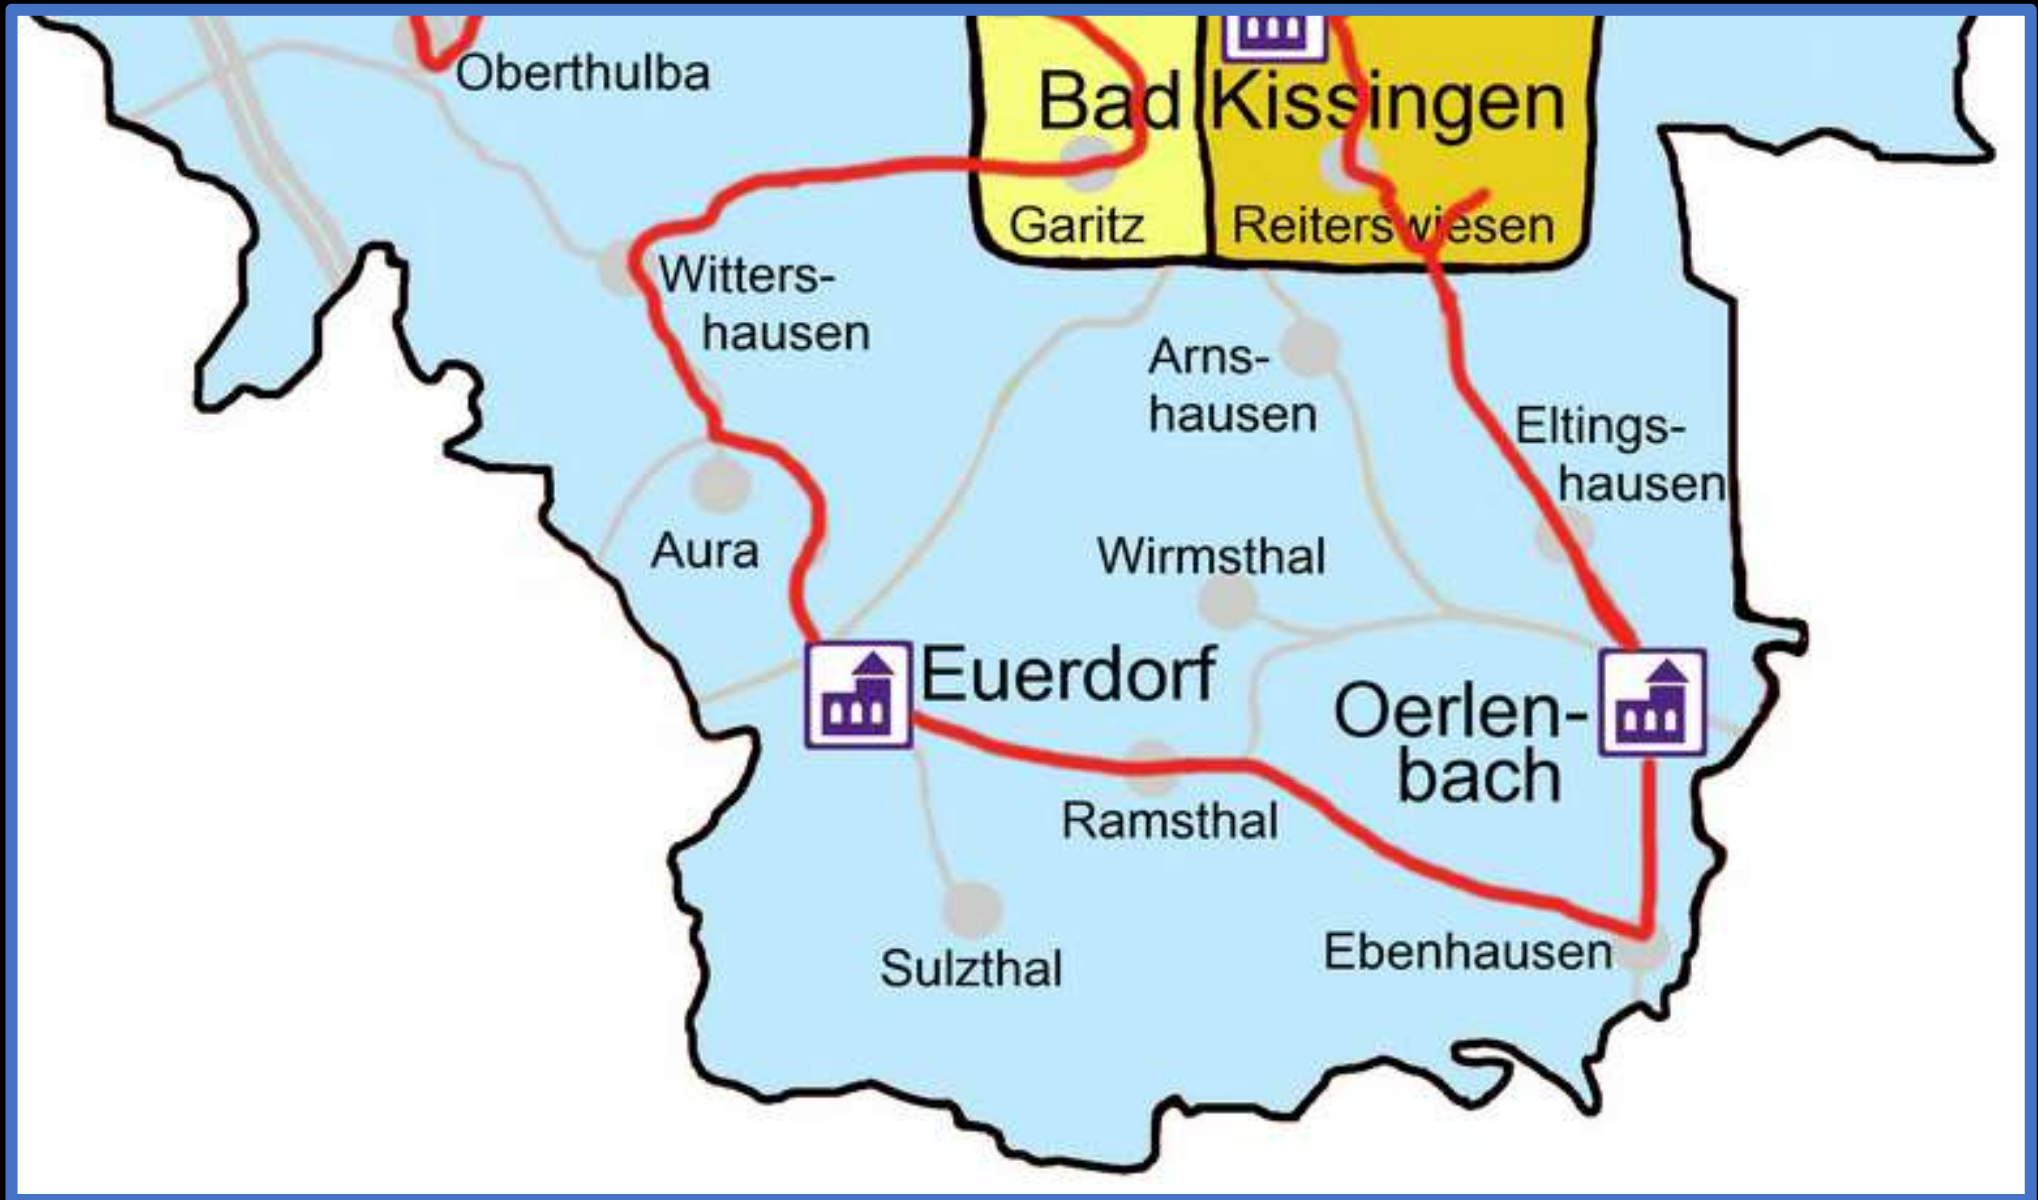 Oberthulba
Bad Kissingen
Garitz
Reiterswiesen
Witters-
hausen
Arns-
hausen
Eltings-
hausen
Aura
Wirmsthal
Euerdorf
Oerlen-
bach
Ramsthal
Ebenhausen
Sulzthal